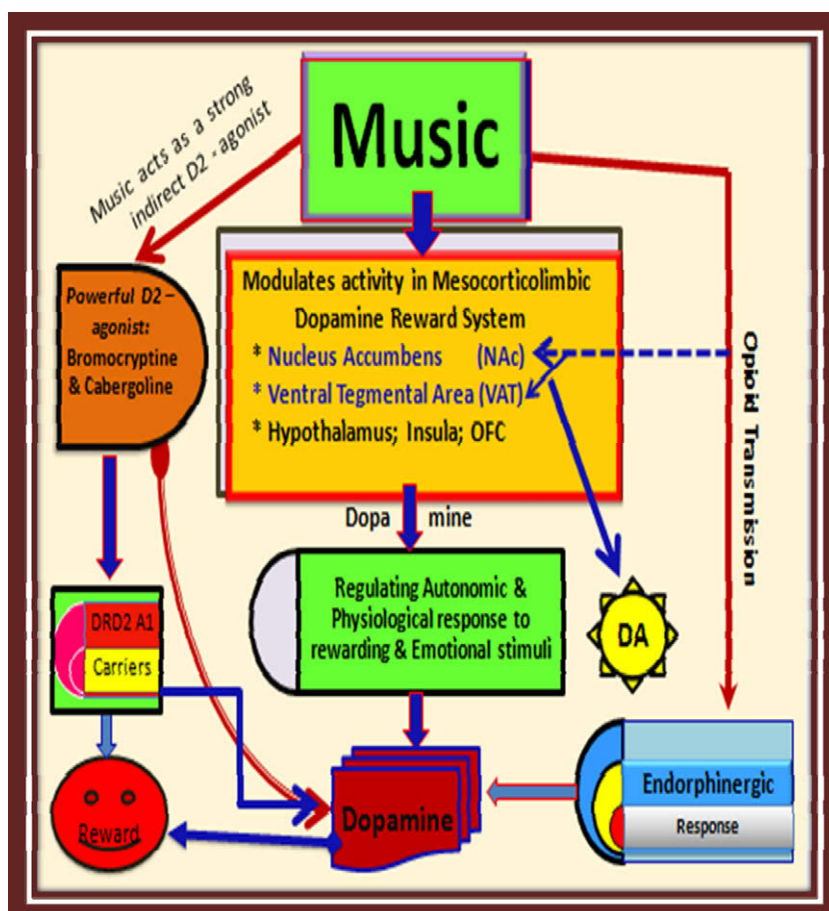 Music
Music acts as a strong
indirect D2 - agonist
Powerful D2 –
agonist:
Bromocryptine
& Cabergoline
Modulates activity in Mesocorticolimbic
Dopamine Reward System
* Nucleus Accumbens (NAc)
* Ventral Tegmental Area (VAT)
* Hypothalamus; Insula; OFC
Opioid Transmission
Dopa mine
Regulating Autonomic &
Physiological response to
rewarding & Emotional stimuli
DA
DRD2 A1
Carriers
Reward
Dopamine
Endorphinergic
Response